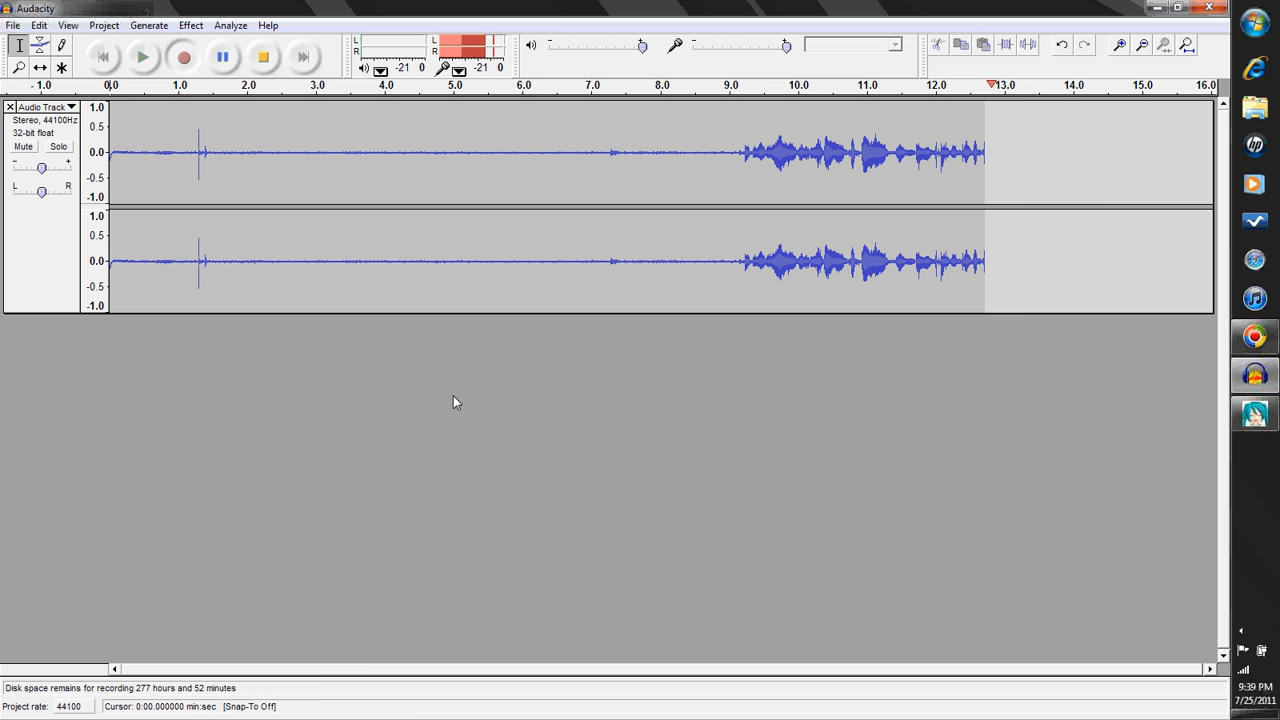 Audacity
File Edit View Project Generate Effect Analyze Help
L
R
-21 0
L
R
-21 0
- 1.0 0.0 1.0 2.0 3.0 4.0 5.0 6.0 7.0 8.0 9.0 10.0 11.0 12.0 13.0 14.0 15.0 16.0
Audio Track
Stereo, 44100Hz
32-bit float
Mute Solo
- +
L R
1.0
0.5
0.0
-0.5
-1.0
1.0
0.5
0.0
-0.5
-1.0
Disk space remains for recording 277 hours and 52 minutes
Project rate: 44100 Cursor: 0:00.000000 min:sec [Snap-To Off]
hp
9:39 PM
7/25/2011